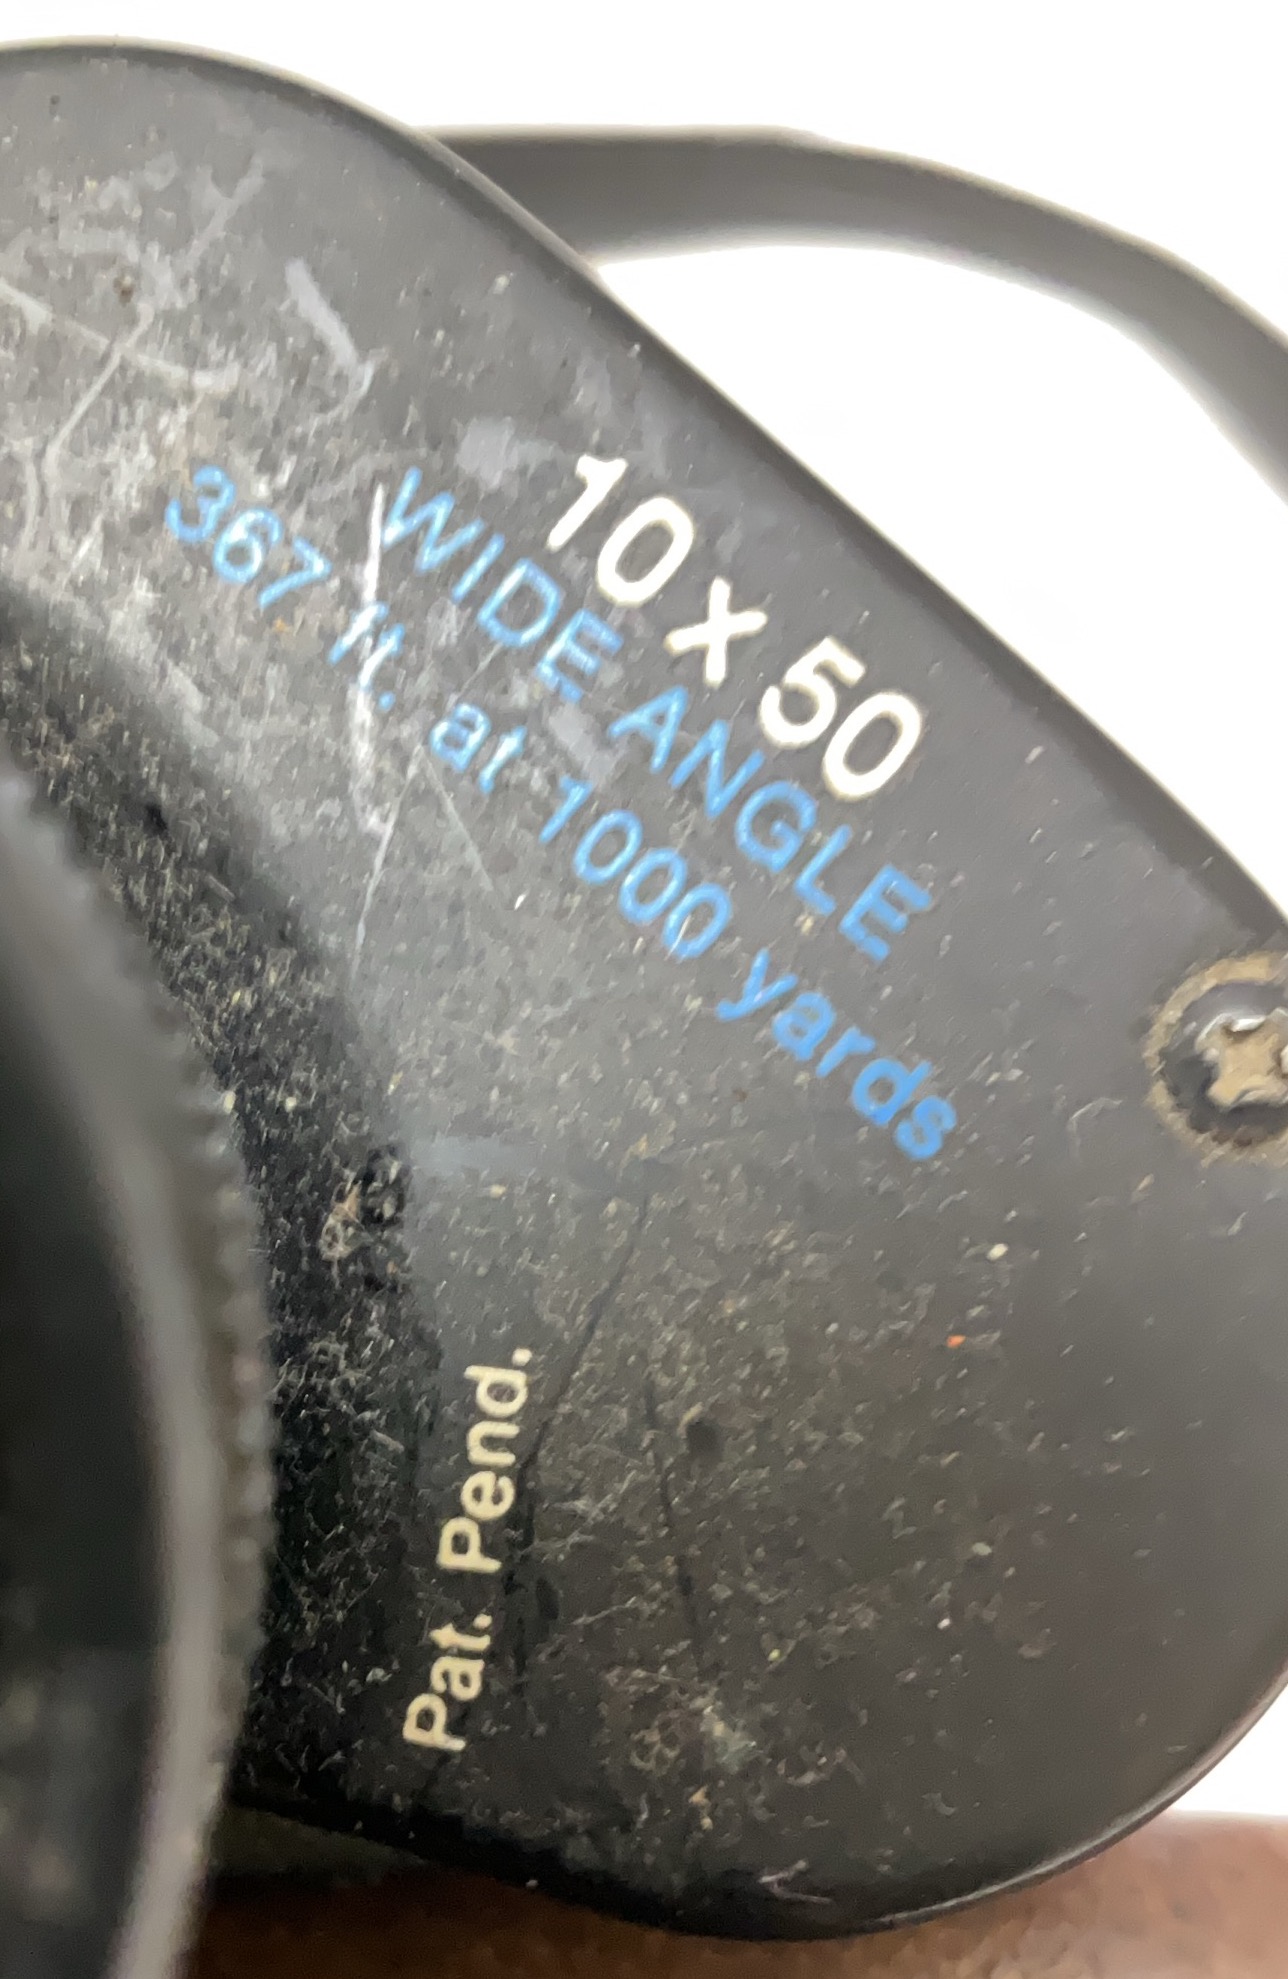 10 x 50
WIDE ANGLE
367 ft. at 1000 yards
Pat. Pend.